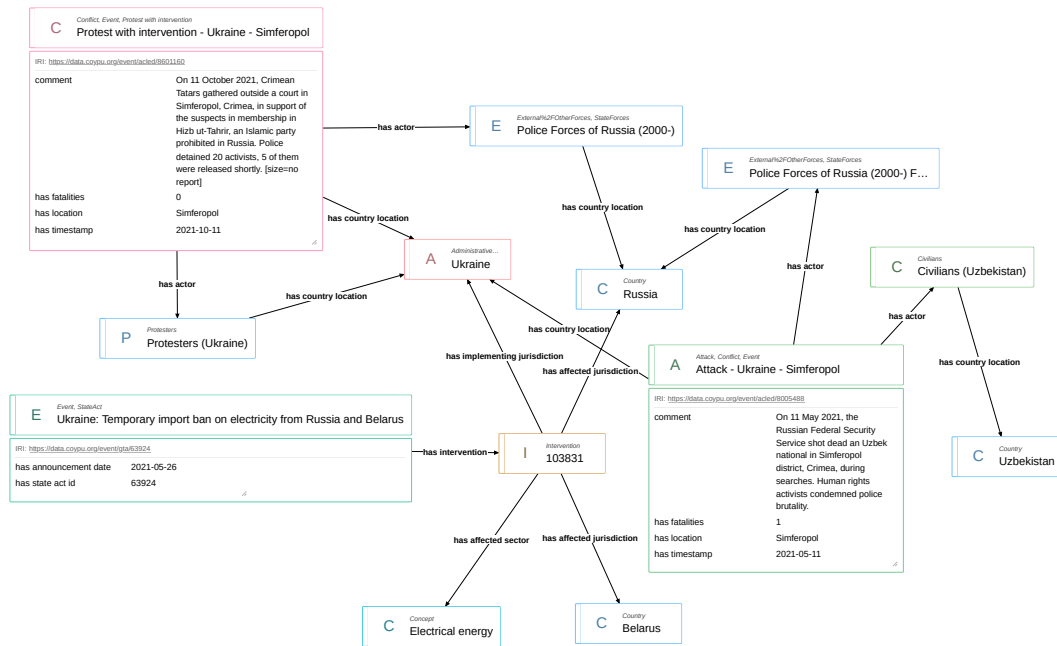 Conflict, Event, Protest with intervention
C
Protest with intervention - Ukraine - Simferopol
IRI: https://data.coypu.org/event/acled/8601160
comment
On 11 October 2021, Crimean
Tatars gathered outside a court in
Simferopol, Crimea, in support of
the suspects in membership in
Hizb ut-Tahrir, an Islamic party
prohibited in Russia. Police
detained 20 activists, 5 of them
were released shortly. [size=no
report]
has fatalities 0
has location Simferopol
has timestamp 2021-10-11
has actor
External%2FOtherForces, StateForces
E
Police Forces of Russia (2000-)
External%2FOtherForces, StateForces
E
Police Forces of Russia (2000-) F...
has country location
has country location
has country location
Administrative...
A
Ukraine
Civilians
C
Civilians (Uzbekistan)
has actor
has actor
has country location
Country
C
Russia
has actor
Protesters
P
Protesters (Ukraine)
has country location
has implementing jurisdiction
has affected jurisdiction
has country location
Attack, Conflict, Event
A
Attack - Ukraine - Simferopol
IRI: https://data.coypu.org/event/acled/8005488
comment
On 11 May 2021, the
Russian Federal Security
Service shot dead an Uzbek
national in Simferopol
district, Crimea, during
searches. Human rights
activists condemned police
brutality.
has fatalities 1
has location Simferopol
has timestamp 2021-05-11
Event, StateAct
E
Ukraine: Temporary import ban on electricity from Russia and Belarus
IRI: https://data.coypu.org/event/gta/63924
has announcement date 2021-05-26
has state act id 63924
has intervention
Intervention
I
103831
Country
C
Uzbekistan
has affected sector
has affected jurisdiction
Concept
C
Electrical energy
Country
C
Belarus